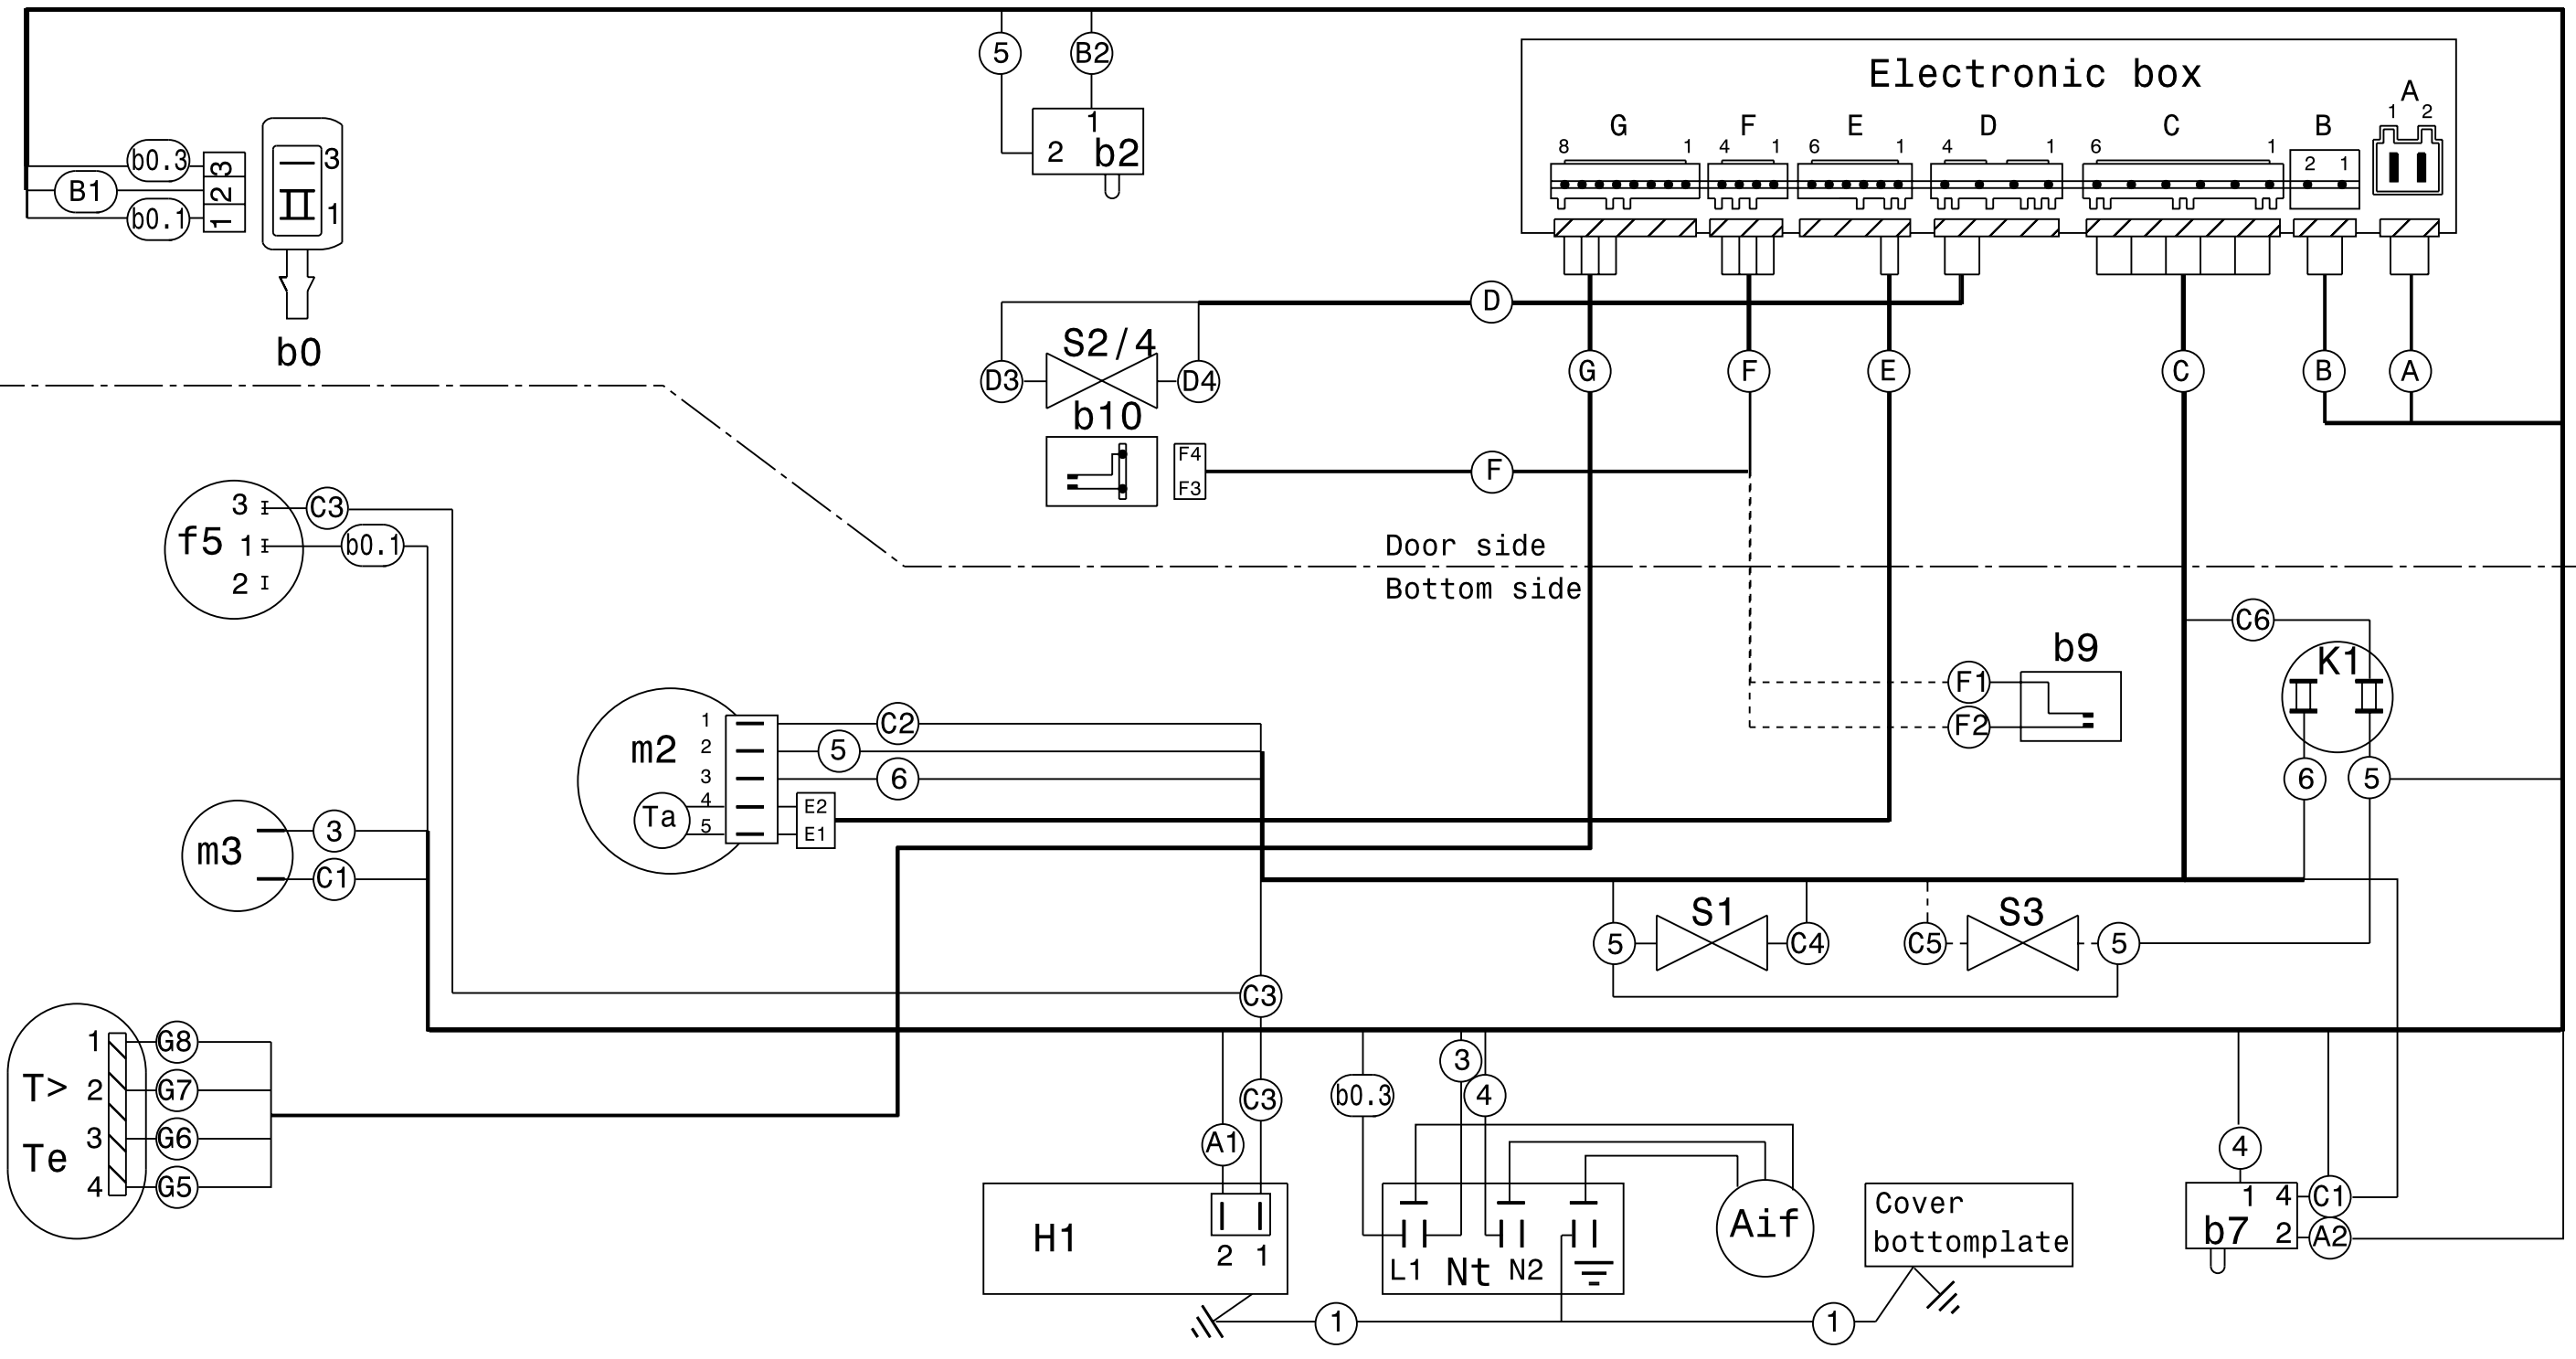 5 B2
1
2 b2
Electronic box
G F E D C B A
8 1 4 1 6 1 4 1 6 1 2 1 1 2
b0.3 3
B1 2
b0.1 1
3
1
b0
D
S2/4
D3 D4
G F E C B A
b10
F4
F3
F
3 C3
f5 1 b0.1
2
Door side
Bottom side
C6
b9
K1
F1
F2
m2
1 C2
2 5
3 6
Ta
4 E2
5 E1
6 5
m3
3
C1
S1 S3
5 C4 C5 5
C3
T>
Te
1 G8
2 G7
3 G6
4 G5
A1 C3
b0.3 3 4
H1
2 1
L1 Nt N2
Aif
Cover
bottomplate
4
1 4 C1
b7 2 A2
1 1